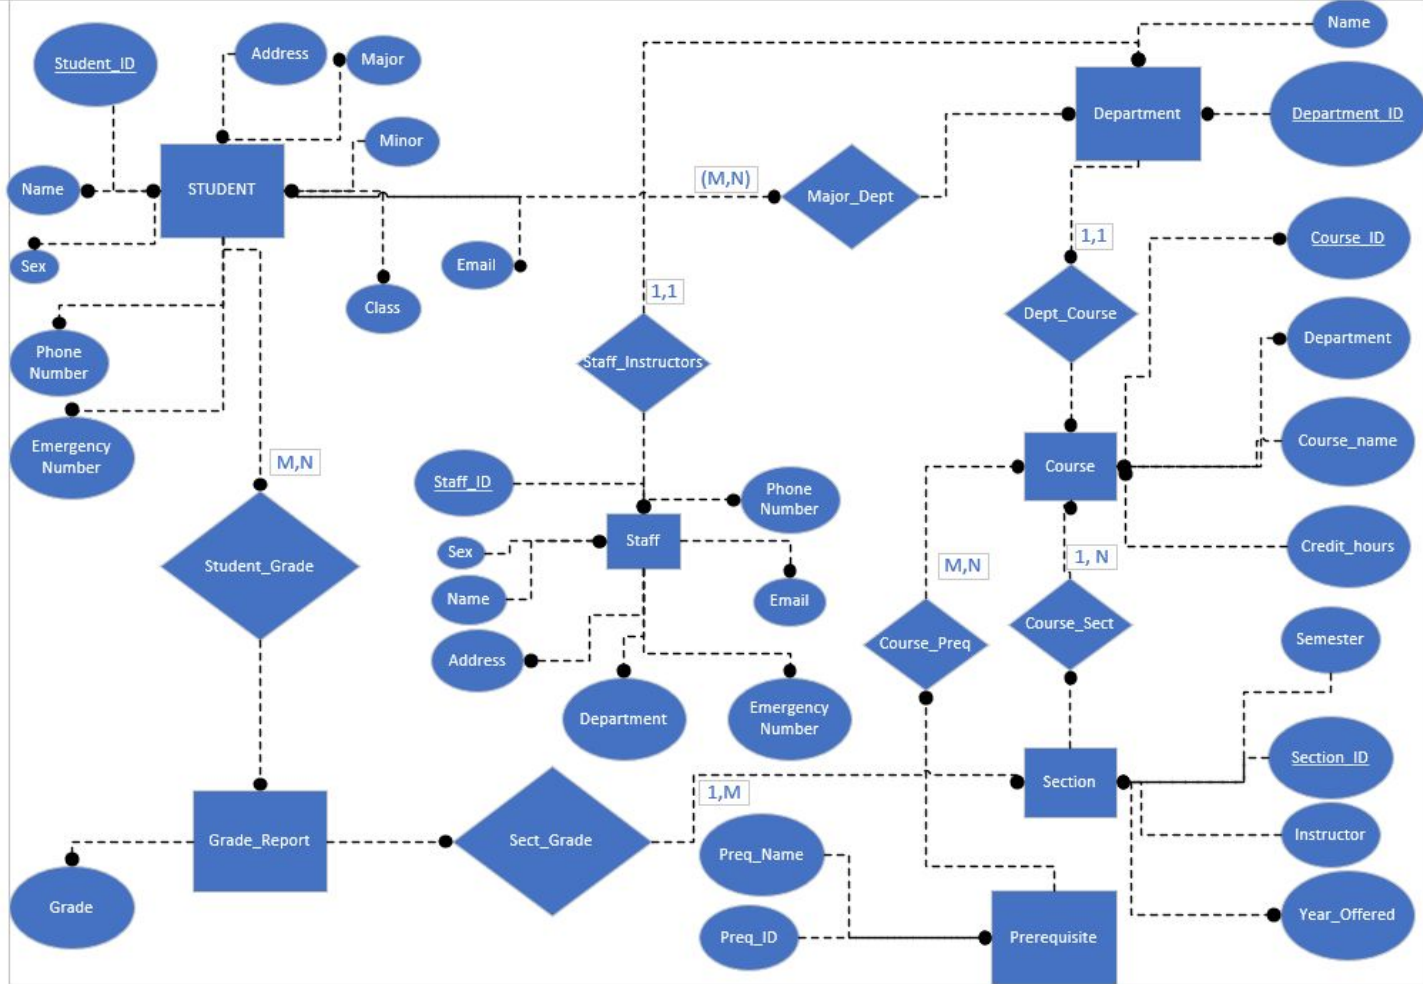 Name
Address
Major
Student_ID
Department
Department_ID
Minor
STUDENT
Name
(M,N)
Major_Dept
Sex
Email
Class
1,1
Course_ID
1,1
Dept_Course
Phone
Number
Staff_Instructors
Department
Emergency
Number
M,N
Course
Course_name
Staff_ID
Phone
Number
Student_Grade
Sex
Staff
Name
Email
M,N
1, N
Credit_hours
Course_Preq
Course_Sect
Semester
Address
Department
Emergency
Number
Section_ID
Section
1,M
Grade_Report
Sect_Grade
Preq_Name
Instructor
Grade
Preq_ID
Prerequisite
Year_Offered